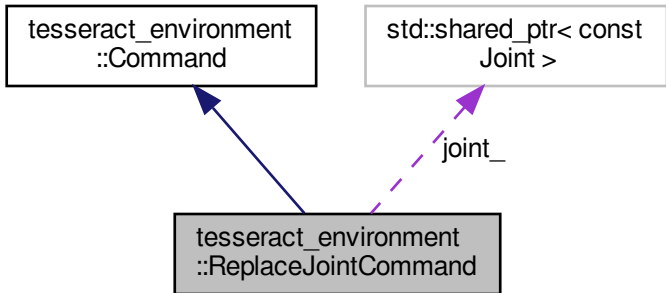 tesseract_environment
::Command
std::shared_ptr< const
Joint >
joint_
tesseract_environment
::ReplaceJointCommand